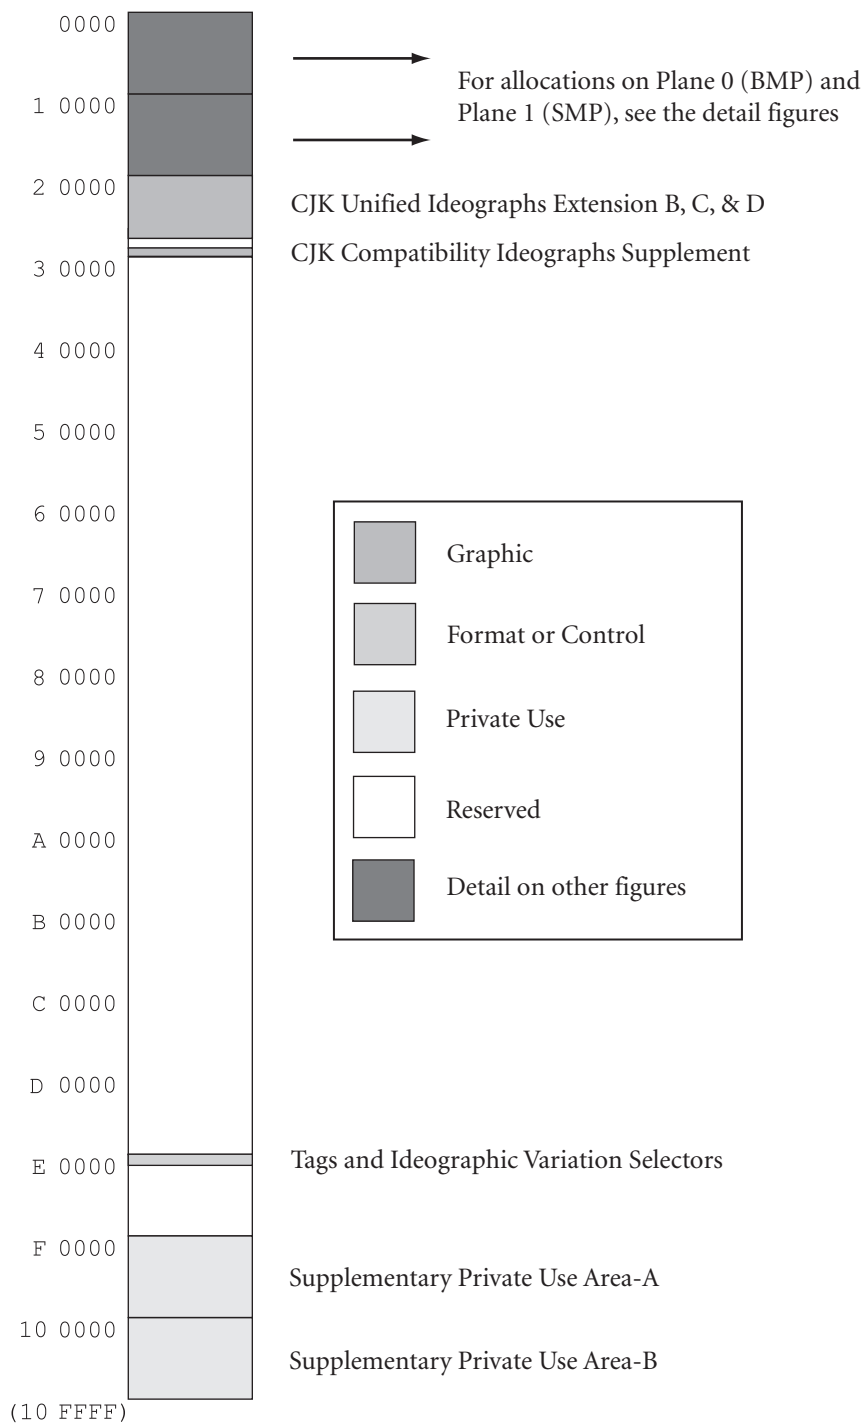 0000
For allocations on Plane 0 (BMP) and
Plane 1 (SMP), see the detail figures
1 0000
2 0000
CJK Unified Ideographs Extension B, C, & D
CJK Compatibility Ideographs Supplement
3 0000
4 0000
5 0000
6 0000
Graphic
7 0000
Format or Control
8 0000
Private Use
9 0000
Reserved
A 0000
Detail on other figures
B 0000
C 0000
D 0000
Tags and Ideographic Variation Selectors
E 0000
F 0000
Supplementary Private Use Area-A
10 0000
Supplementary Private Use Area-B
(10 FFFF)